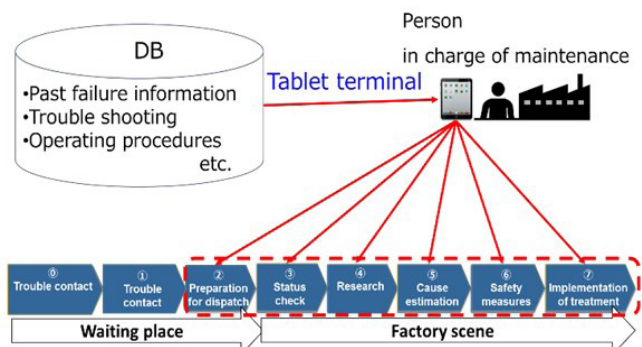 DB
•Past failure information
•Trouble shooting
•Operating procedures
etc.
Tablet terminal
Person
in charge of maintenance
⓪
Trouble contact
①
Trouble
contact
②
Preparation
for dispatch
③
Status
check
④
Research
⑤
Cause
estimation
⑥
Safety
measures
⑦
Implementation
of treatment
Waiting place
Factory scene